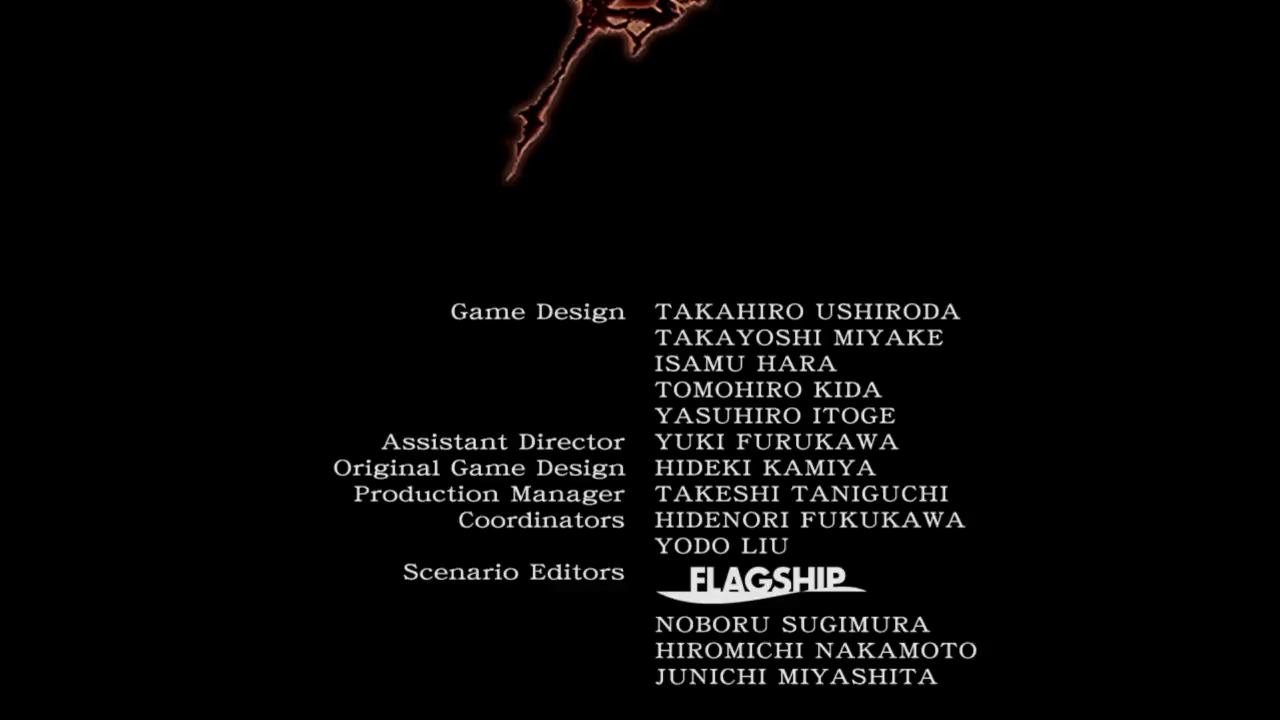 Game Design TAKAHIRO USHIRODA
TAKAYOSHI MIYAKE
ISAMU HARA
TOMOHIRO KIDA
YASUHIRO ITOGE
Assistant Director YUKI FURUKAWA
Original Game Design HIDEKI KAMIYA
Production Manager TAKESHI TANIGUCHI
Coordinators HIDENORI FUKUKAWA
YODO LIU
Scenario Editors FLAGSHIP
NOBORU SUGIMURA
HIROMICHI NAKAMOTO
JUNICHI MIYASHITA